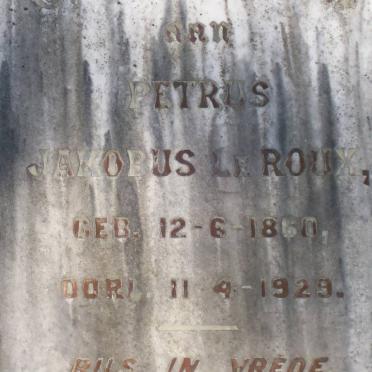 aan
PETRUS
JAKOBUS LE ROUX,
GEB. 12-6-1860,
OORL. 11-4-1929.
RUS IN VREDE